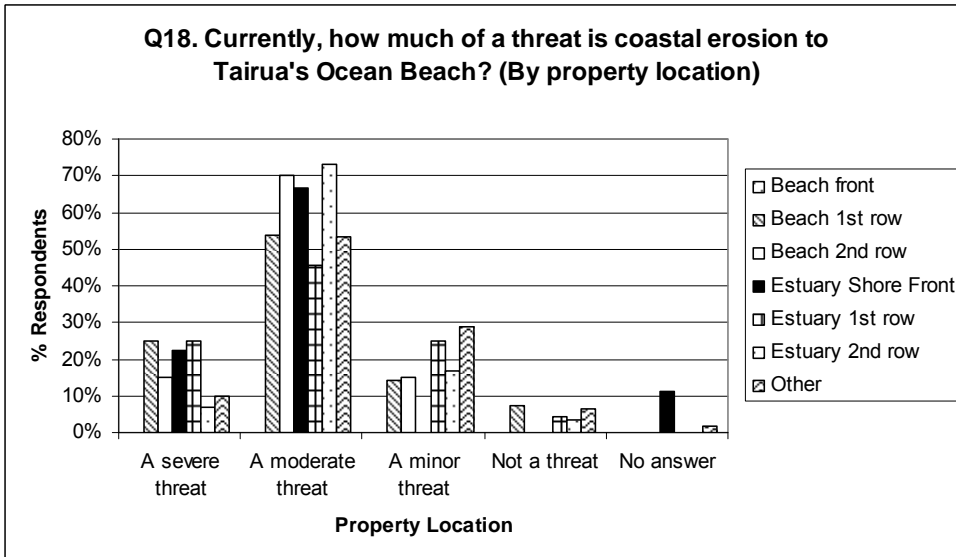 Q18. Currently, how much of a threat is coastal erosion to
Tairua's Ocean Beach? (By property location)
80%
70%
60%
50%
40%
30%
20%
10%
0%
% Respondents
A severe
threat
A moderate
threat
A minor
threat
Not a threat
No answer
Property Location
Beach front
Beach 1st row
Beach 2nd row
Estuary Shore Front
Estuary 1st row
Estuary 2nd row
Other